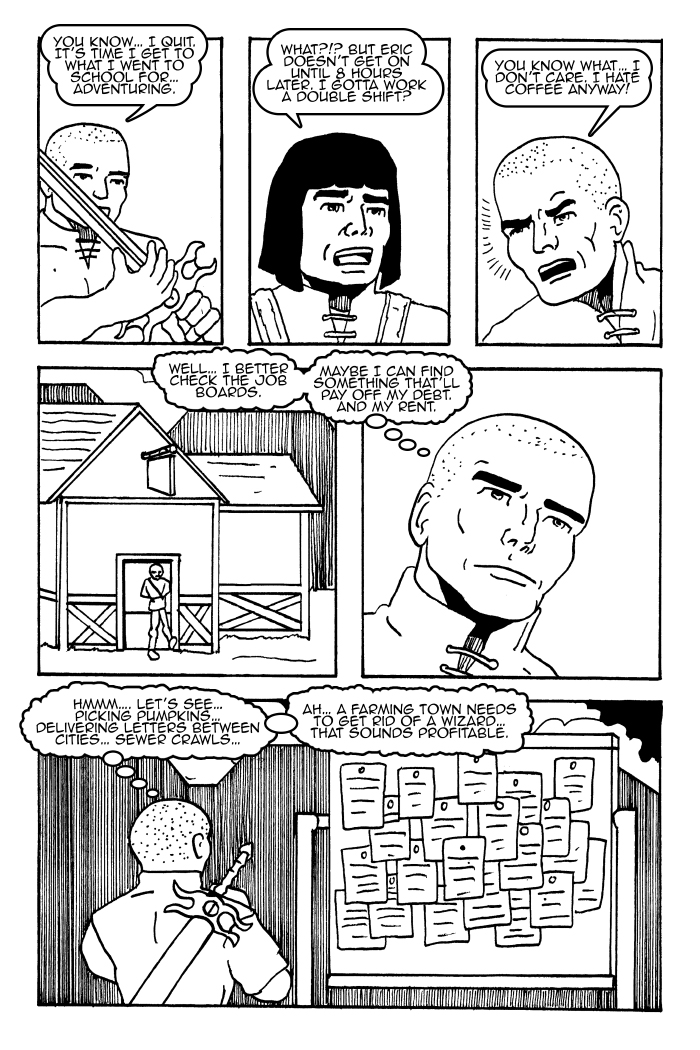 YOU KNOW... I QUIT.
IT'S TIME I GET TO
WHAT I WENT TO
SCHOOL FOR...
ADVENTURING.
WHAT?!? BUT ERIC
DOESN'T GET ON
UNTIL 8 HOURS
LATER. I GOTTA WORK
A DOUBLE SHIFT?
YOU KNOW WHAT... I
DON'T CARE. I HATE
COFFEE ANYWAY!
WELL... I BETTER
CHECK THE JOB
BOARDS.
MAYBE I CAN FIND
SOMETHING THAT'LL
PAY OFF MY DEBT.
AND MY RENT.
HMMM.... LET'S SEE...
PICKING PUMPKINS...
DELIVERING LETTERS BETWEEN
CITIES... SEWER CRAWLS...
AH... A FARMING TOWN NEEDS
TO GET RID OF A WIZARD...
THAT SOUNDS PROFITABLE.